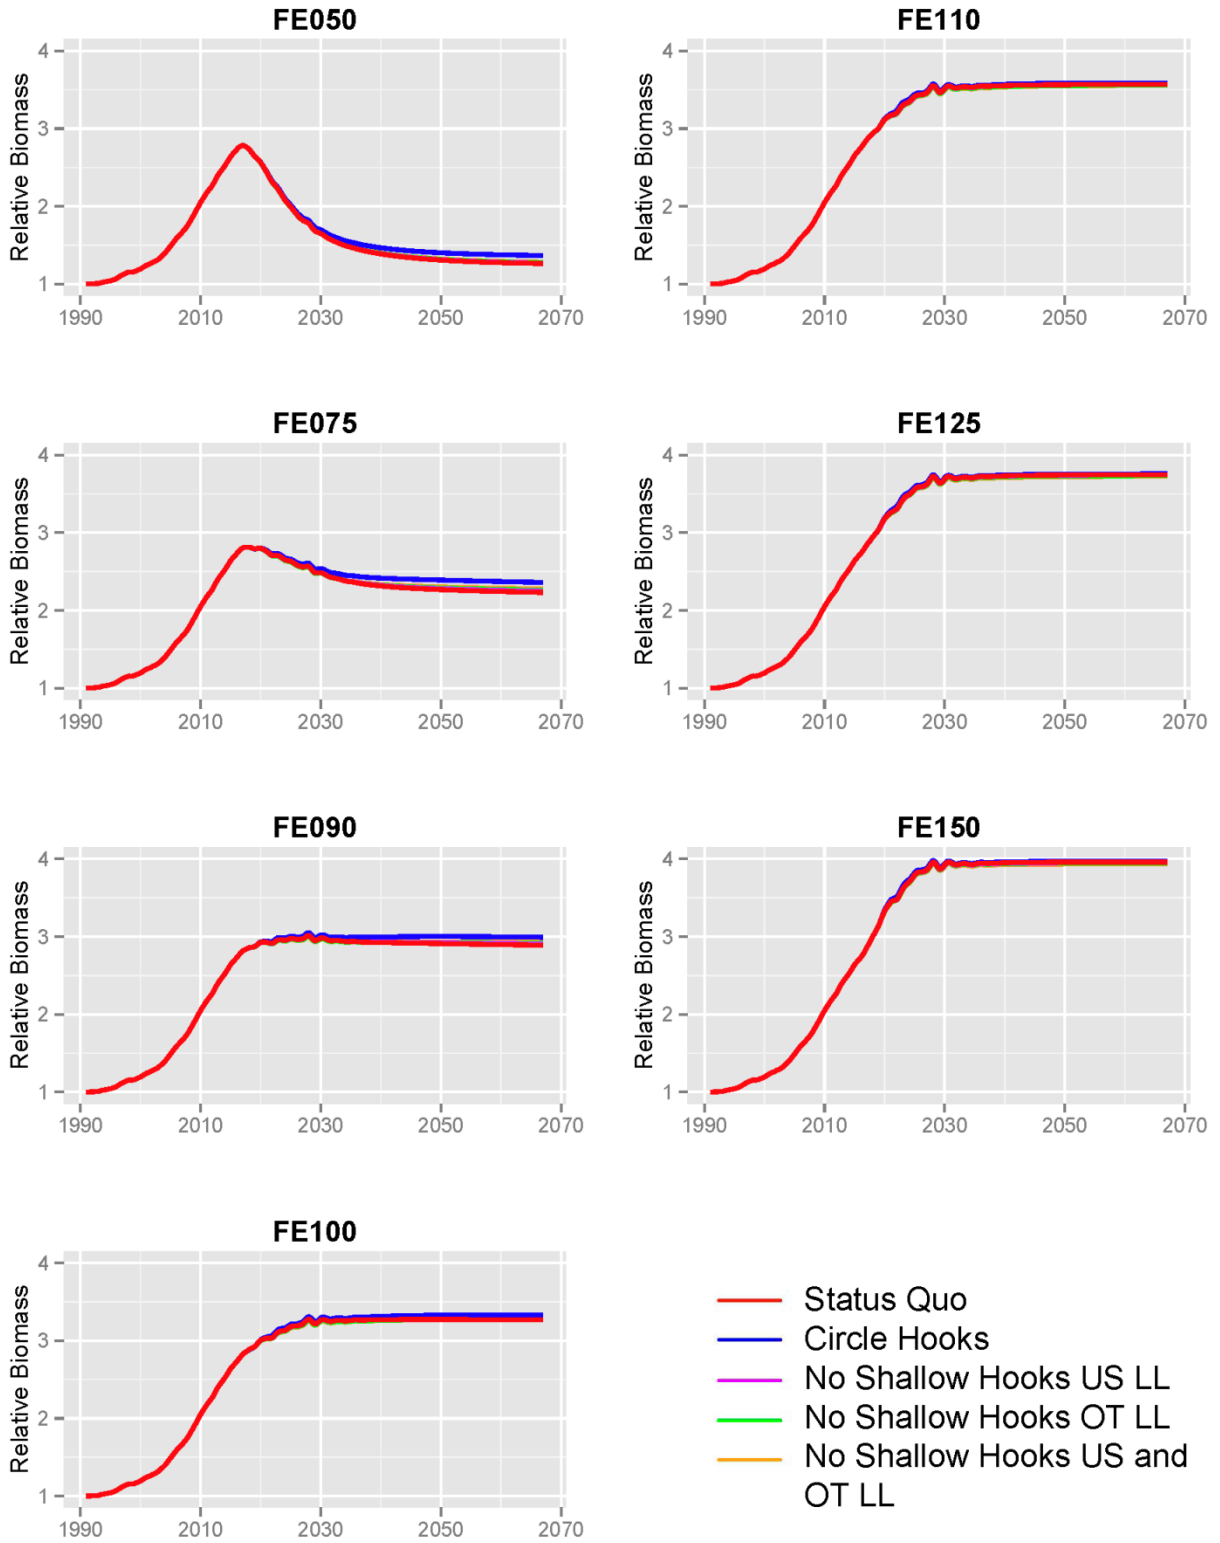 FE050
4
3
2
1
Relative Biomass
1990 2010 2030 2050 2070
FE110
4
3
2
1
Relative Biomass
1990 2010 2030 2050 2070
FE075
4
3
2
1
Relative Biomass
1990 2010 2030 2050 2070
FE125
4
3
2
1
Relative Biomass
1990 2010 2030 2050 2070
FE090
4
3
2
1
Relative Biomass
1990 2010 2030 2050 2070
FE150
4
3
2
1
Relative Biomass
1990 2010 2030 2050 2070
FE100
4
3
2
1
Relative Biomass
1990 2010 2030 2050 2070
Status Quo
Circle Hooks
No Shallow Hooks US LL
No Shallow Hooks OT LL
No Shallow Hooks US and
OT LL